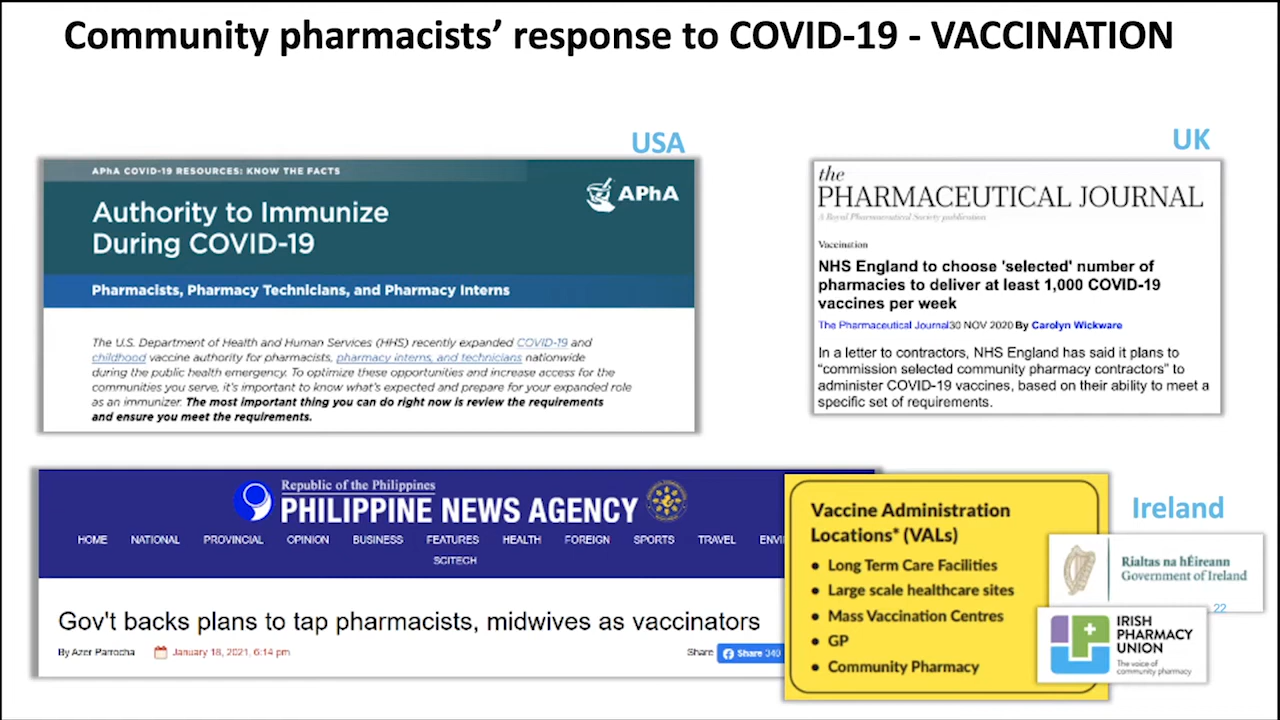 Community pharmacists’ response to COVID-19 - VACCINATION
USA
APhA COVID-19 RESOURCES: KNOW THE FACTS
APhA
Authority to Immunize
During COVID-19
Pharmacists, Pharmacy Technicians, and Pharmacy Interns
The U.S. Department of Health and Human Services (HHS) recently expanded COVID-19 and
childhood vaccine authority for pharmacists, pharmacy interns, and technicians nationwide
during the public health emergency. To optimize these opportunities and increase access for the
communities you serve, it's important to know what's expected and prepare for your expanded role
as an immunizer. The most important thing you can do right now is review the requirements
and ensure you meet the requirements.
UK
the
PHARMACEUTICAL JOURNAL
A Royal Pharmaceutical Society publication
Vaccination
NHS England to choose 'selected' number of
pharmacies to deliver at least 1,000 COVID-19
vaccines per week
The Pharmaceutical Journal30 NOV 2020 By Carolyn Wickware
In a letter to contractors, NHS England has said it plans to
“commission selected community pharmacy contractors” to
administer COVID-19 vaccines, based on their ability to meet a
specific set of requirements.
Republic of the Philippines
PHILIPPINE NEWS AGENCY
HOME NATIONAL PROVINCIAL OPINION BUSINESS FEATURES HEALTH FOREIGN SPORTS TRAVEL ENVI
SCITECH
Gov't backs plans to tap pharmacists, midwives as vaccinators
By Azer Parrocha January 18, 2021, 6:14 pm Share Share 340
Vaccine Administration
Locations* (VALs)
• Long Term Care Facilities
• Large scale healthcare sites
• Mass Vaccination Centres
• GP
• Community Pharmacy
Ireland
Rialtas na hÉireann
Government of Ireland
22
IRISH
PHARMACY
UNION
The voice of
community pharmacy